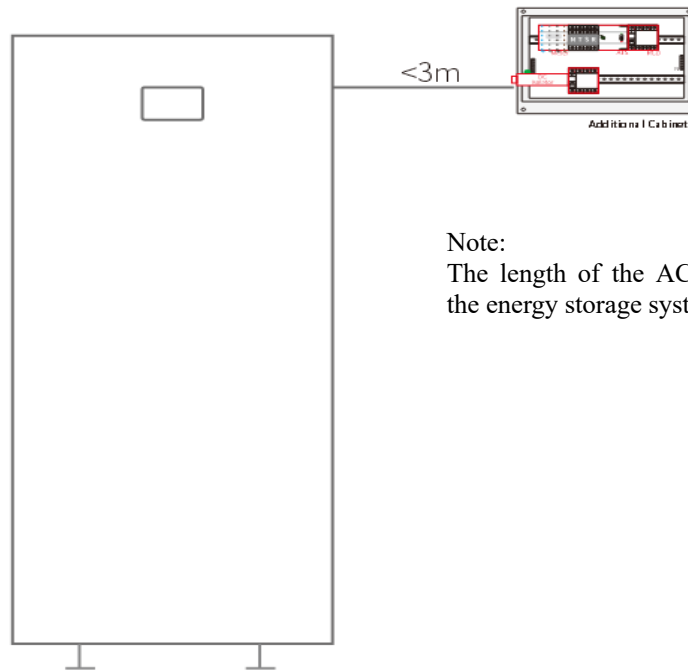 <3m
Additional Cabinet
Note:
The length of the AC
the energy storage syst